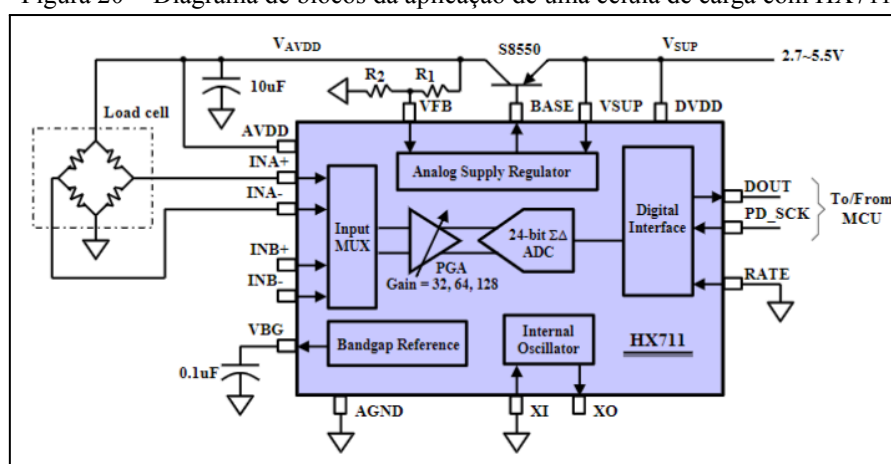 Figura 20 – Diagrama de blocos da aplicação de uma célula de carga com HX711
VAVDD
S8550
VSUP
2.7~5.5V
10uF
R2
R1
VFB
BASE
VSUP
DVDD
Load cell
AVDD
INA+
INA-
INB+
INB-
VBG
0.1uF
Analog Supply Regulator
Input
MUX
PGA
Gain = 32, 64, 128
24-bit ΣΔ
ADC
Digital
Interface
DOUT
PD_SCK
To/From
MCU
RATE
Bandgap Reference
Internal
Oscillator
HX711
AGND
XI
XO